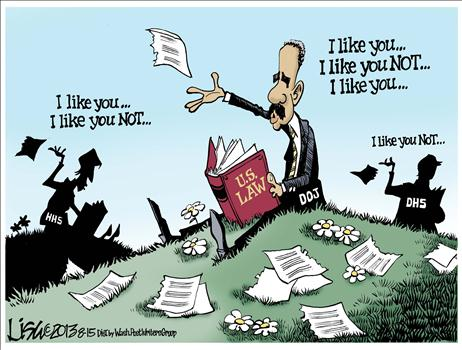 I like you...
I like you NOT...
I like you...
I like you...
I like you NOT...
I like you NOT...
U.S.
LAW
HHS
DOJ
DHS
©2013 8-15 Dist by Wash. Post Writers Group